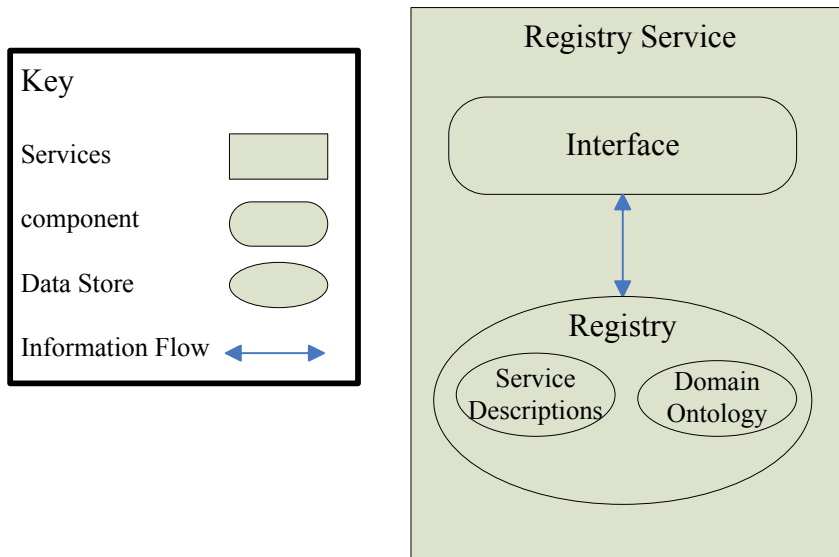 Key
Services
component
Data Store
Information Flow
Registry Service
Interface
Registry
Service
Descriptions
Domain
Ontology